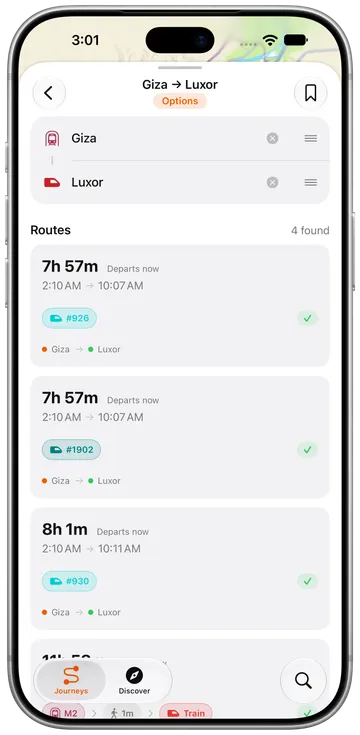 3:01
Giza → Luxor
Options
Giza
Luxor
Routes 4 found
7h 57m Departs now
2:10 AM → 10:07 AM
#926
Giza → Luxor
7h 57m Departs now
2:10 AM → 10:07 AM
#1902
Giza → Luxor
8h 1m Departs now
2:10 AM → 10:11 AM
#930
Giza → Luxor
Journeys Discover
M2 > 1m > Train